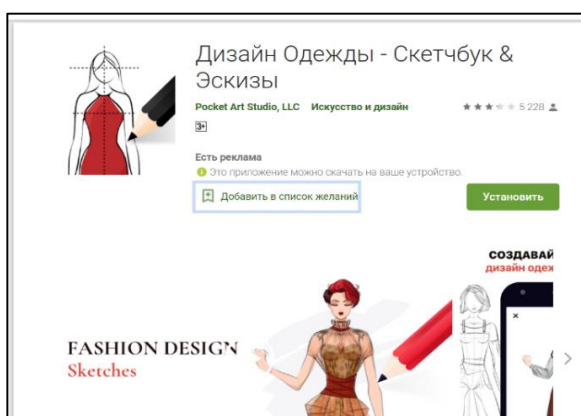 Дизайн Одежды - Скетчбук &
Эскизы
Pocket Art Studio, LLC Искусство и дизайн 5 228
3+
Есть реклама
Это приложение можно скачать на ваше устройство.
Добавить в список желаний
Установить
СОЗДАВАЙ
дизайн одеж
FASHION DESIGN
Sketches